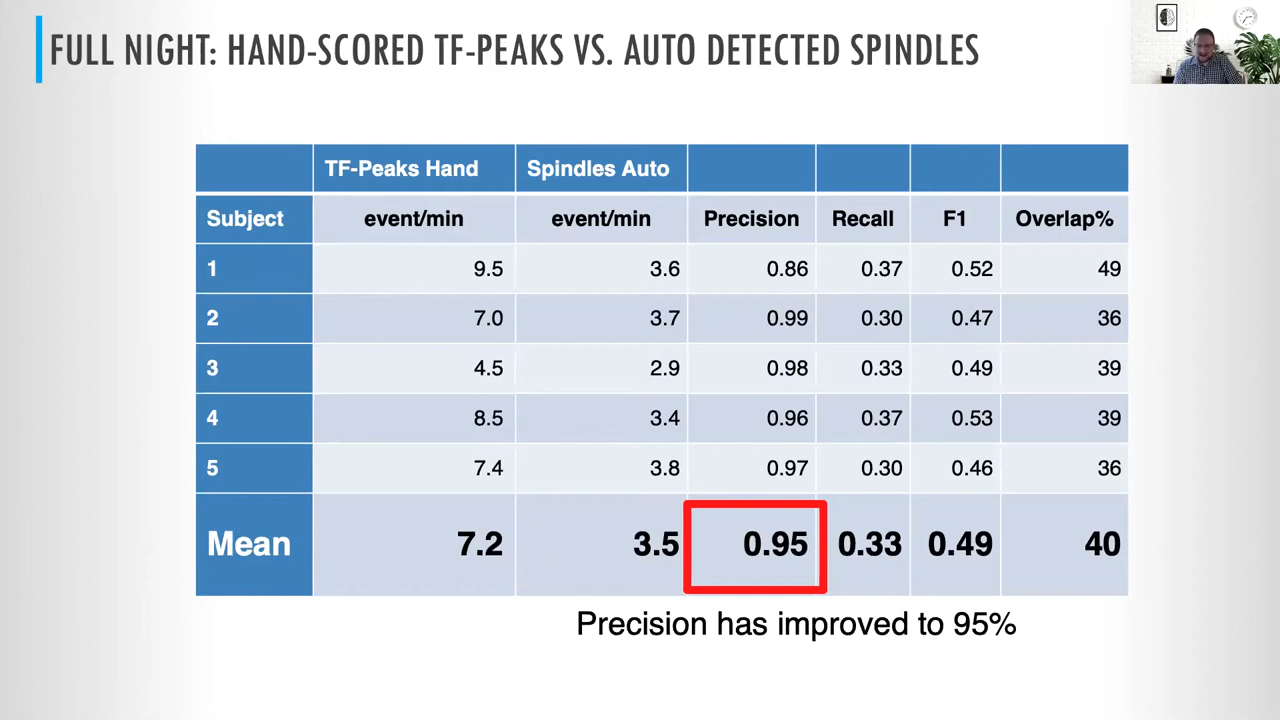 FULL NIGHT: HAND-SCORED TF-PEAKS VS. AUTO DETECTED SPINDLES
TF-Peaks Hand Spindles Auto
Subject event/min event/min Precision Recall F1 Overlap%
1 9.5 3.6 0.86 0.37 0.52 49
2 7.0 3.7 0.99 0.30 0.47 36
3 4.5 2.9 0.98 0.33 0.49 39
4 8.5 3.4 0.96 0.37 0.53 39
5 7.4 3.8 0.97 0.30 0.46 36
Mean 7.2 3.5 0.95 0.33 0.49 40
Precision has improved to 95%